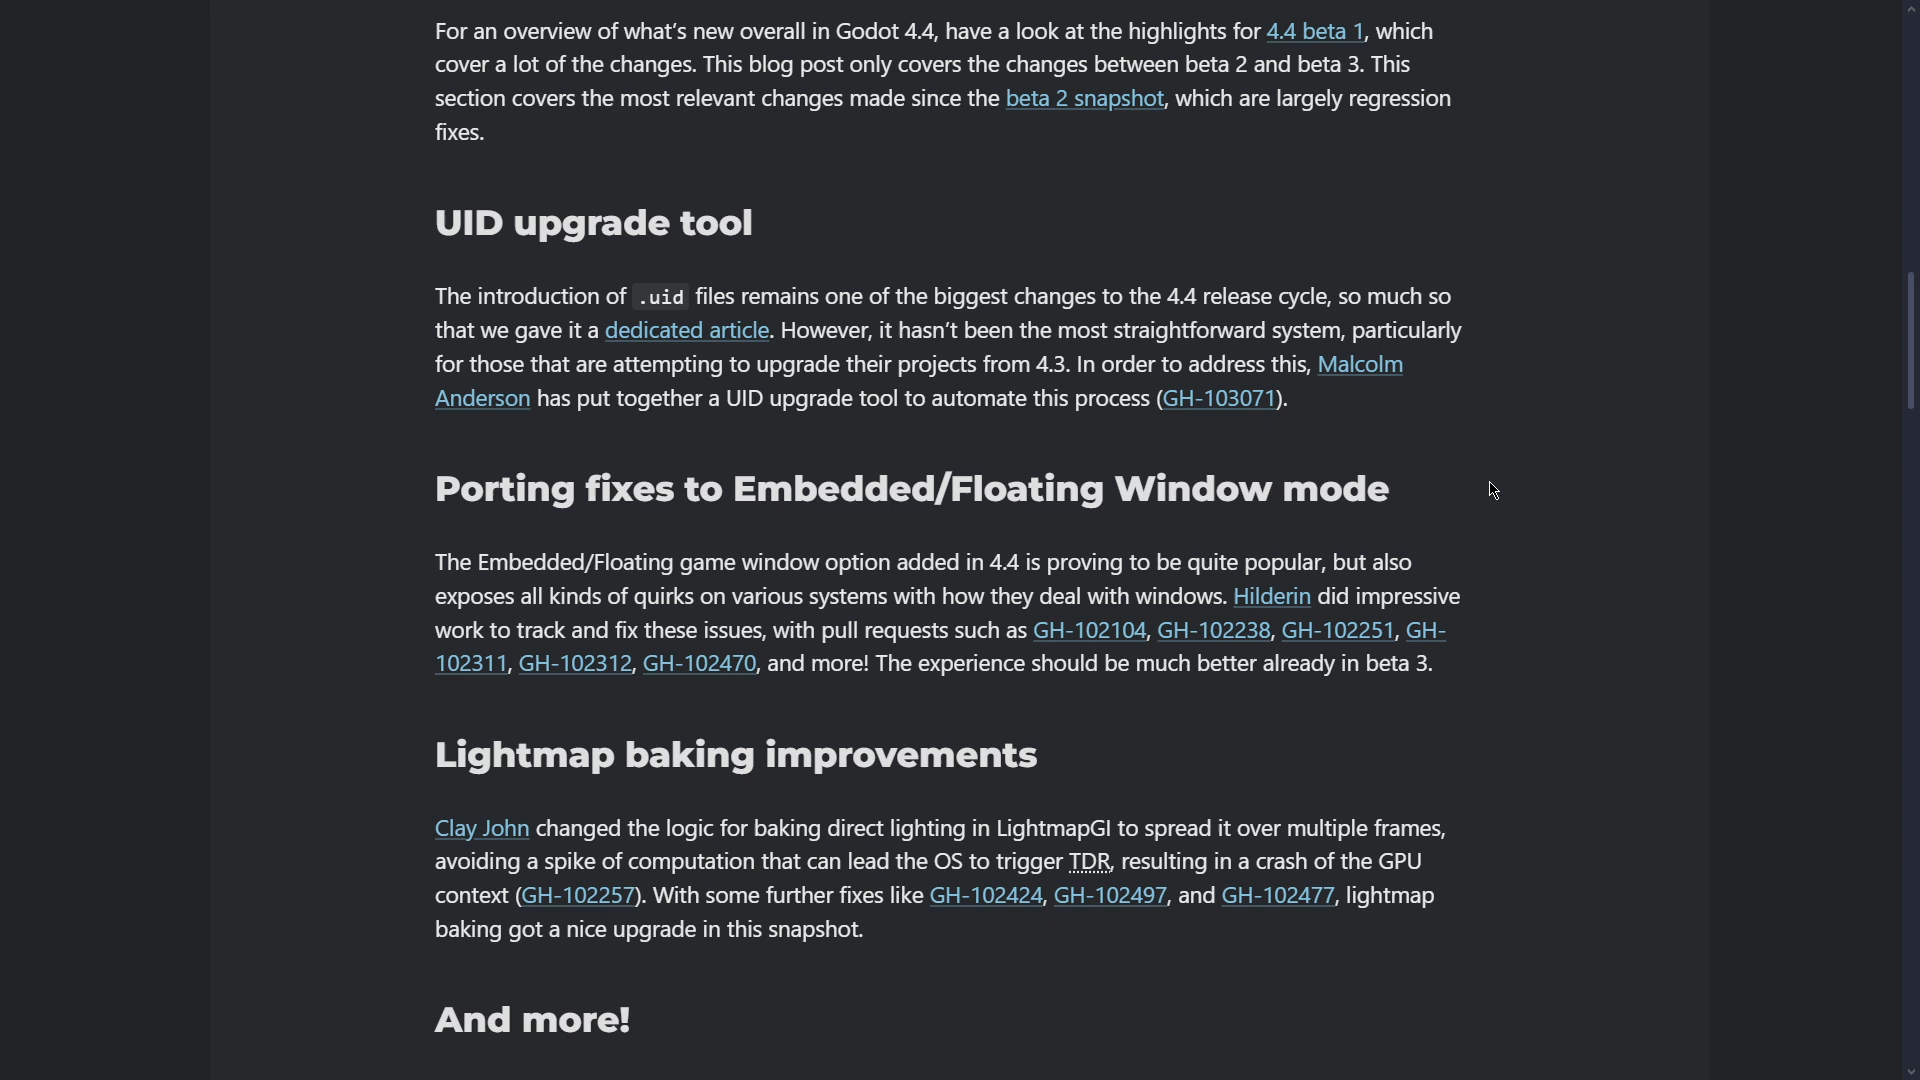 For an overview of what’s new overall in Godot 4.4, have a look at the highlights for 4.4 beta 1, which
cover a lot of the changes. This blog post only covers the changes between beta 2 and beta 3. This
section covers the most relevant changes made since the beta 2 snapshot, which are largely regression
fixes.
UID upgrade tool
The introduction of .uid files remains one of the biggest changes to the 4.4 release cycle, so much so
that we gave it a dedicated article. However, it hasn’t been the most straightforward system, particularly
for those that are attempting to upgrade their projects from 4.3. In order to address this, Malcolm
Anderson has put together a UID upgrade tool to automate this process (GH-103071).
Porting fixes to Embedded/Floating Window mode
The Embedded/Floating game window option added in 4.4 is proving to be quite popular, but also
exposes all kinds of quirks on various systems with how they deal with windows. Hilderin did impressive
work to track and fix these issues, with pull requests such as GH-102104, GH-102238, GH-102251, GH-
102311, GH-102312, GH-102470, and more! The experience should be much better already in beta 3.
Lightmap baking improvements
Clay John changed the logic for baking direct lighting in LightmapGI to spread it over multiple frames,
avoiding a spike of computation that can lead the OS to trigger TDR, resulting in a crash of the GPU
context (GH-102257). With some further fixes like GH-102424, GH-102497, and GH-102477, lightmap
baking got a nice upgrade in this snapshot.
And more!